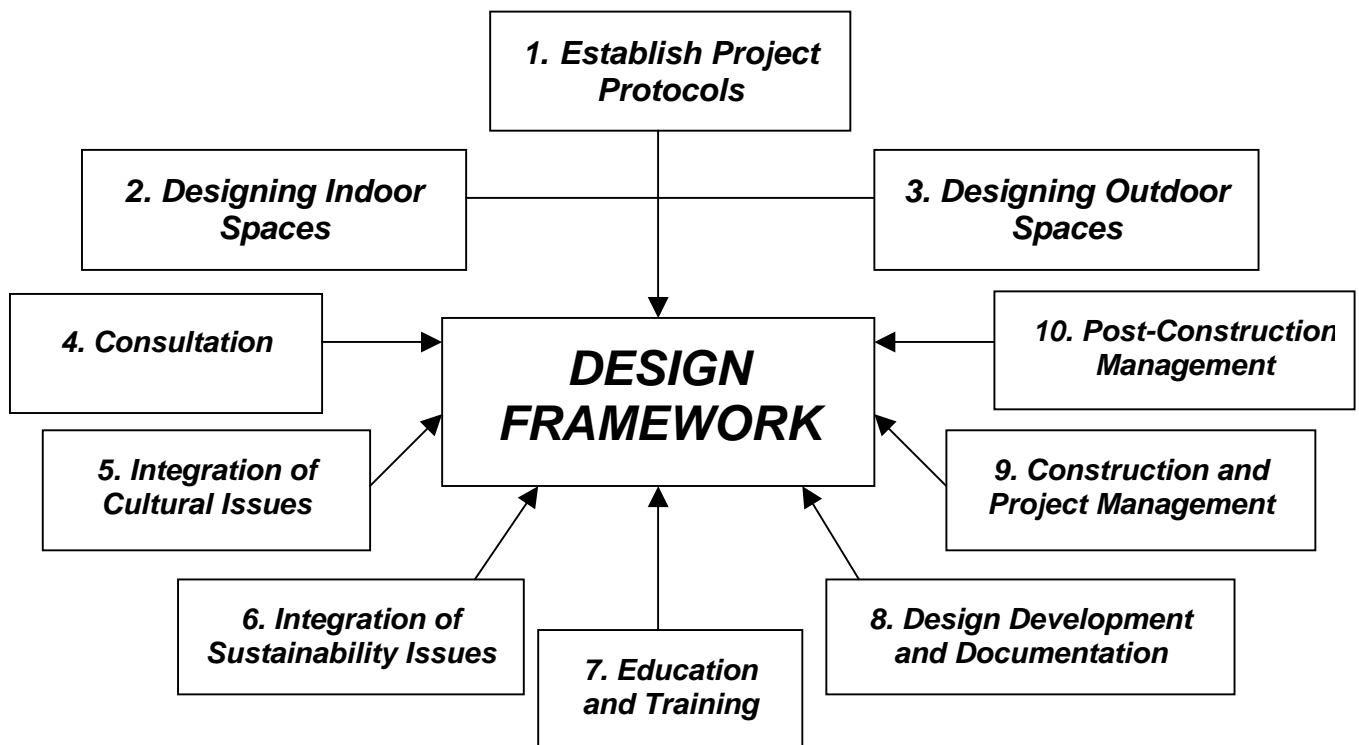 1. Establish Project
Protocols
2. Designing Indoor
Spaces
3. Designing Outdoor
Spaces
4. Consultation
DESIGN
FRAMEWORK
10. Post-Construction
Management
5. Integration of
Cultural Issues
9. Construction and
Project Management
6. Integration of
Sustainability Issues
7. Education
and Training
8. Design Development
and Documentation